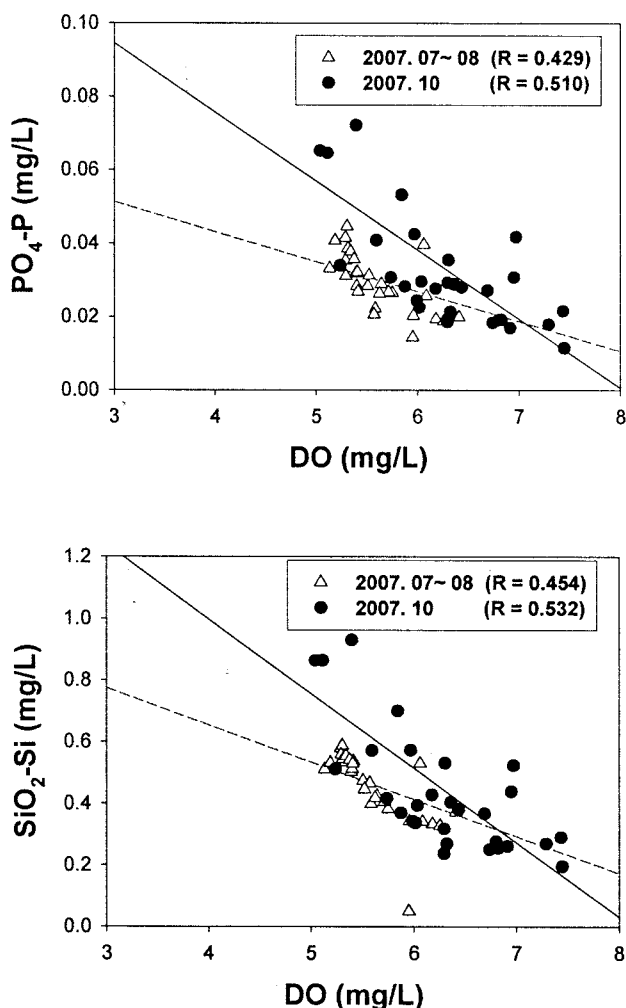 0.10
0.08
0.06
0.04
0.02
0.00
PO4-P (mg/L)
△ 2007. 07~ 08 (R = 0.429)
● 2007. 10 (R = 0.510)
3 4 5 6 7 8
DO (mg/L)
1.2
1.0
0.8
0.6
0.4
0.2
0.0
SiO2-Si (mg/L)
△ 2007. 07~ 08 (R = 0.454)
● 2007. 10 (R = 0.532)
3 4 5 6 7 8
DO (mg/L)